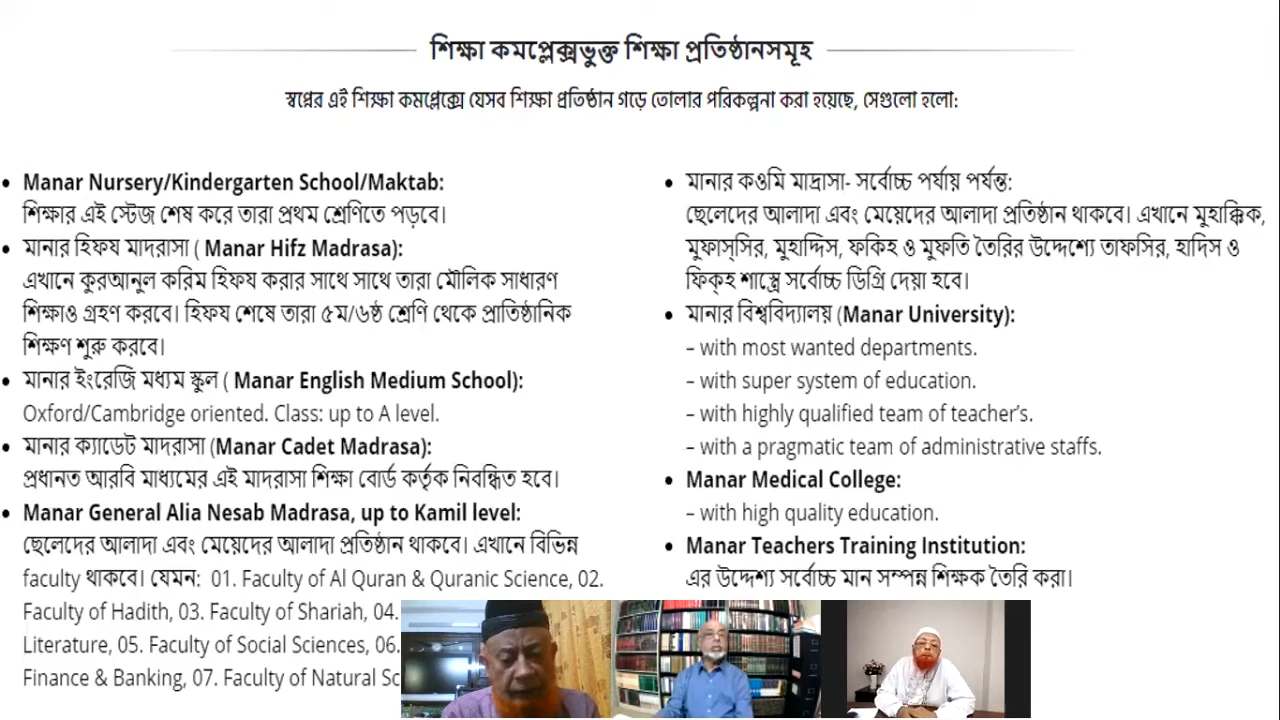 শিক্ষা কমপ্লেক্সভুক্ত শিক্ষা প্রতিষ্ঠানসমূহ
স্বপ্নের এই শিক্ষা কমপ্লেক্সে যেসব শিক্ষা প্রতিষ্ঠান গড়ে তোলার পরিকল্পনা করা হয়েছে, সেগুলো হলো:
• Manar Nursery/Kindergarten School/Maktab:
শিক্ষার এই স্টেজ শেষ করে তারা প্রথম শ্রেণিতে পড়বে।
• মানার হিফয মাদরাসা ( Manar Hifz Madrasa):
এখানে কুরআনুল করিম হিফয করার সাথে সাথে তারা মৌলিক সাধারণ
শিক্ষাও গ্রহণ করবে। হিফয শেষে তারা ৫ম/৬ষ্ঠ শ্রেণি থেকে প্রাতিষ্ঠানিক
শিক্ষণ শুরু করবে।
• মানার ইংরেজি মধ্যম স্কুল ( Manar English Medium School):
Oxford/Cambridge oriented. Class: up to A level.
• মানার ক্যাডেট মাদরাসা (Manar Cadet Madrasa):
প্রধানত আরবি মাধ্যমের এই মাদরাসা শিক্ষা বোর্ড কর্তৃক নিবন্ধিত হবে।
• Manar General Alia Nesab Madrasa, up to Kamil level:
ছেলেদের আলাদা এবং মেয়েদের আলাদা প্রতিষ্ঠান থাকবে। এখানে বিভিন্ন
faculty থাকবে। যেমন: 01. Faculty of Al Quran & Quranic Science, 02.
Faculty of Hadith, 03. Faculty of Shariah, 04.
Literature, 05. Faculty of Social Sciences, 06.
Finance & Banking, 07. Faculty of Natural Sc
• মানার কওমি মাদ্রাসা- সর্বোচ্চ পর্যায় পর্যন্ত:
ছেলেদের আলাদা এবং মেয়েদের আলাদা প্রতিষ্ঠান থাকবে। এখানে মুহাক্কিক,
মুফাস্সির, মুহাদ্দিস, ফকিহ ও মুফতি তৈরির উদ্দেশ্যে তাফসির, হাদিস ও
ফিক্হ শাস্ত্রে সর্বোচ্চ ডিগ্রি দেয়া হবে।
• মানার বিশ্ববিদ্যালয় (Manar University):
– with most wanted departments.
– with super system of education.
– with highly qualified team of teacher's.
– with a pragmatic team of administrative staffs.
• Manar Medical College:
– with high quality education.
• Manar Teachers Training Institution:
এর উদ্দেশ্য সর্বোচ্চ মান সম্পন্ন শিক্ষক তৈরি করা।